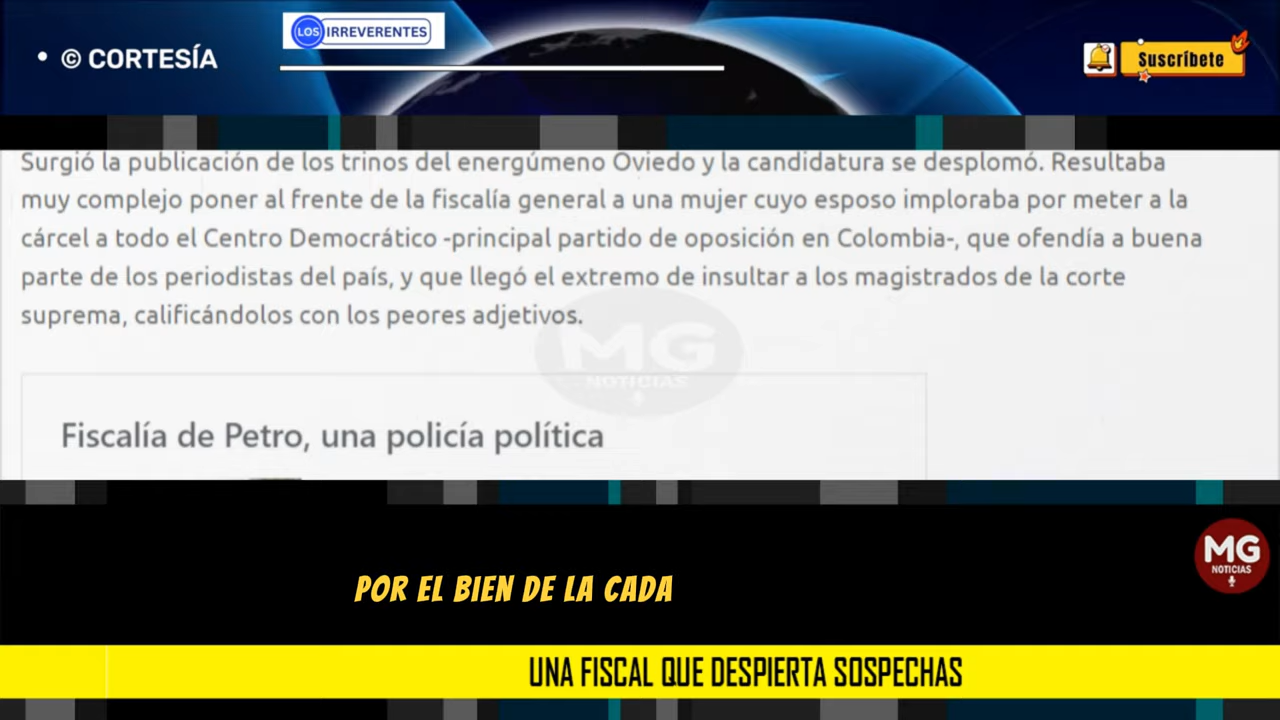 • © CORTESÍA
LOS IRREVERENTES
Suscríbete
Surgió la publicación de los trinos del energúmeno Oviedo y la candidatura se desplomó. Resultaba
muy complejo poner al frente de la fiscalía general a una mujer cuyo esposo imploraba por meter a la
cárcel a todo el Centro Democrático -principal partido de oposición en Colombia-, que ofendía a buena
parte de los periodistas del país, y que llegó el extremo de insultar a los magistrados de la corte
suprema, calificándolos con los peores adjetivos.
MG
NOTICIAS
Fiscalía de Petro, una policía política
MG
NOTICIAS
POR EL BIEN DE LA CADA
UNA FISCAL QUE DESPIERTA SOSPECHAS